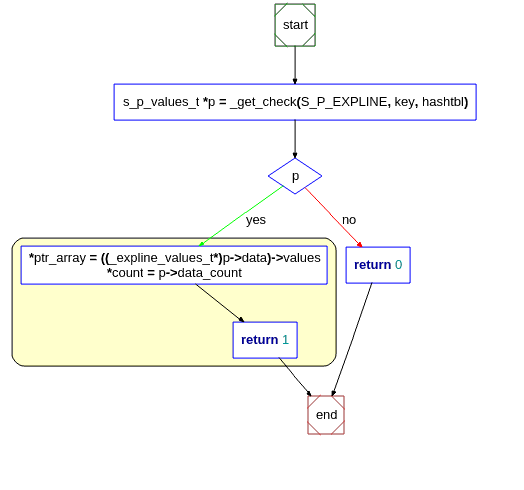 start
s_p_values_t *p = _get_check(S_P_EXPLINE, key, hashtbl)
p
yes
no
*ptr_array = ((_expline_values_t*)p->data)->values
*count = p->data_count
return 0
return 1
end